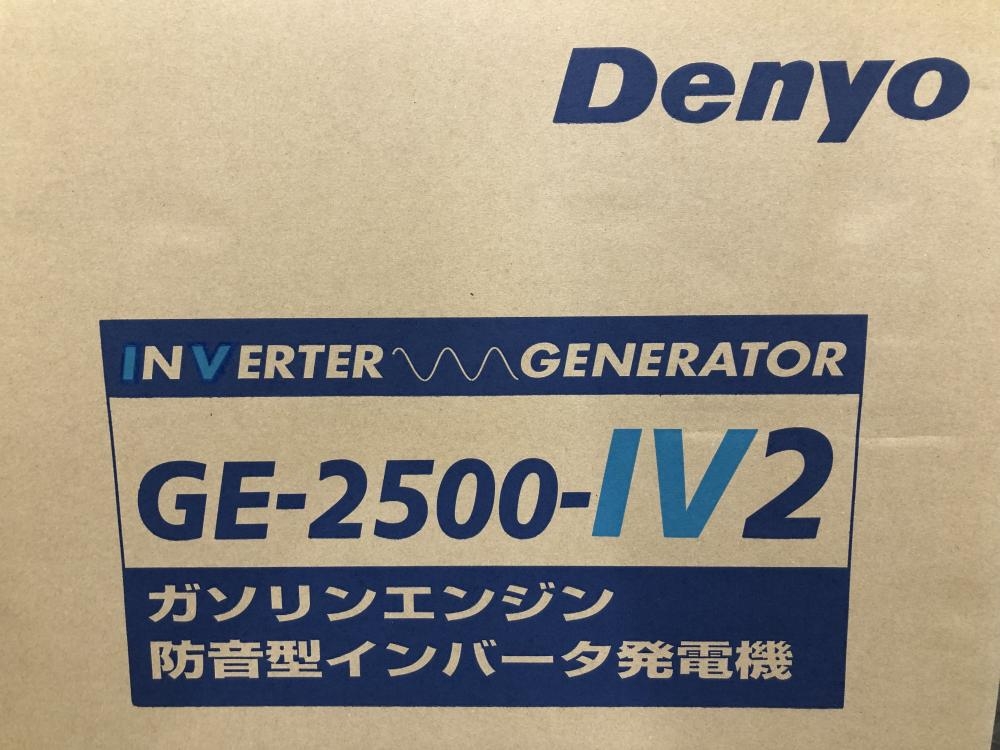 Denyo
INVERTER GENERATOR
GE-2500-IV2
ガソリンエンジン
防音型インバータ発電機